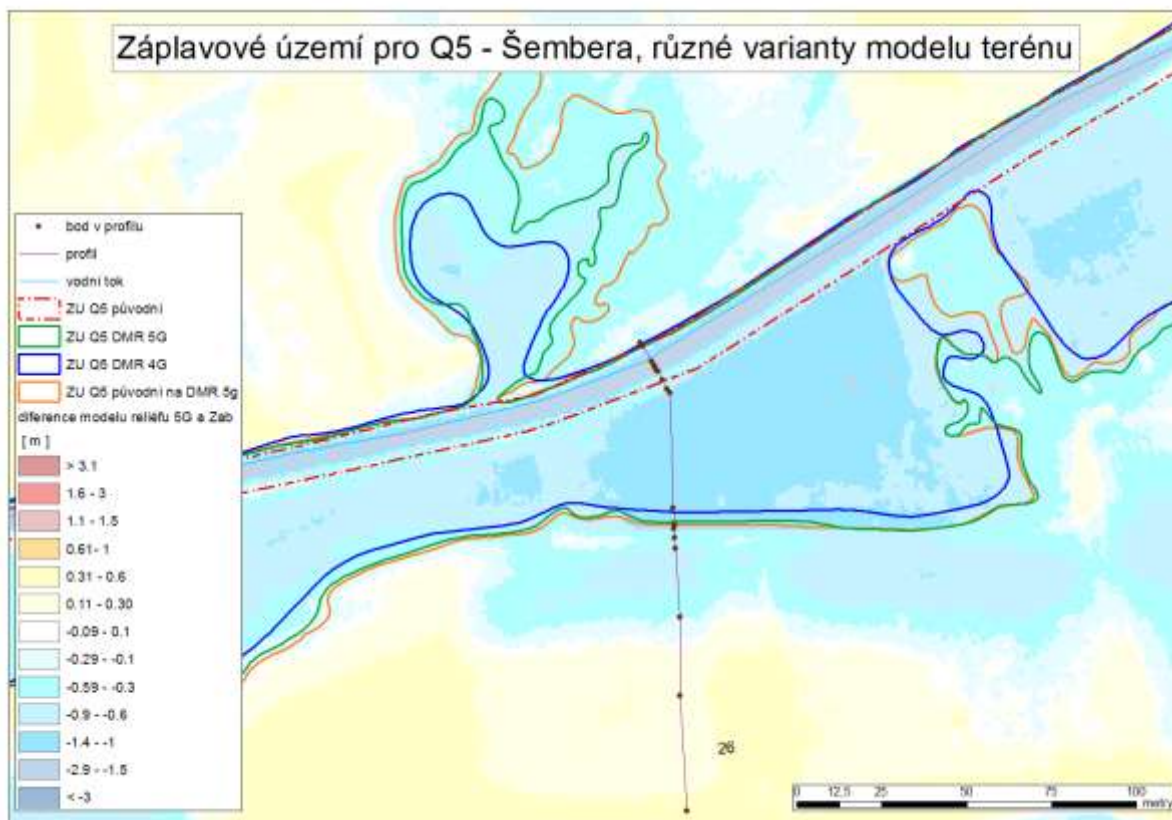 Záplavové území pro Q5 - Šembera, různé varianty modelu terénu
bod v profilu
profil
vodní tok
ZU Q5 původní
ZU Q5 DMR 5G
ZU Q5 DMR 4G
ZU Q5 původní na DMR 5g
diference modelu reliéfu 5G a Zab
[ m ]
> 3.1
1.6 - 3
1.1 - 1.5
0.61- 1
0.31 - 0.6
0.11 - 0.30
-0.09 - 0.1
-0.29 - -0.1
-0.59 - -0.3
-0.9 - -0.6
-1.4 - -1
-2.9 - -1.5
< -3
26
0 12,5 25 50 75 100
metry